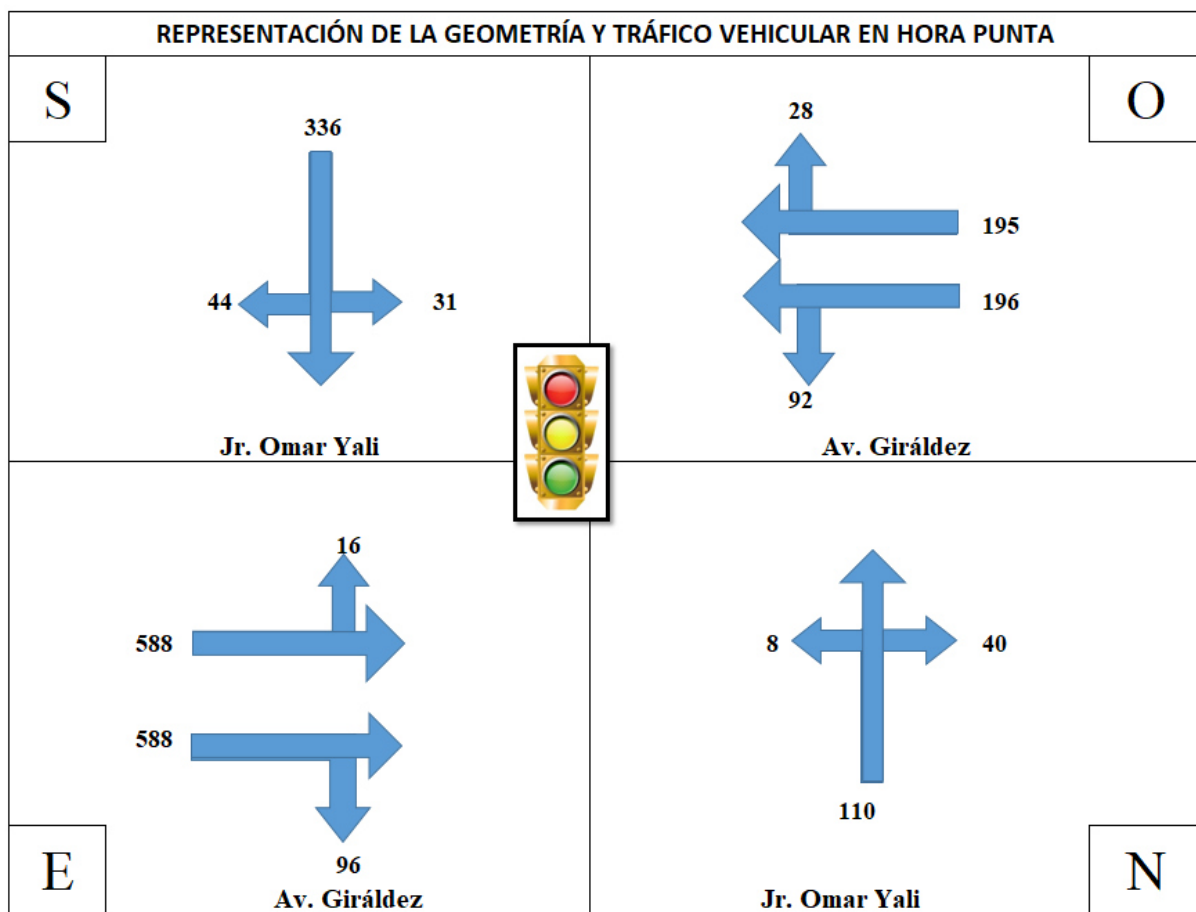 REPRESENTACIÓN DE LA GEOMETRÍA Y TRÁFICO VEHICULAR EN HORA PUNTA
S
336
44
31
Jr. Omar Yali
O
28
195
196
92
Av. Giráldez
16
588
588
96
E
Av. Giráldez
8
40
110
N
Jr. Omar Yali